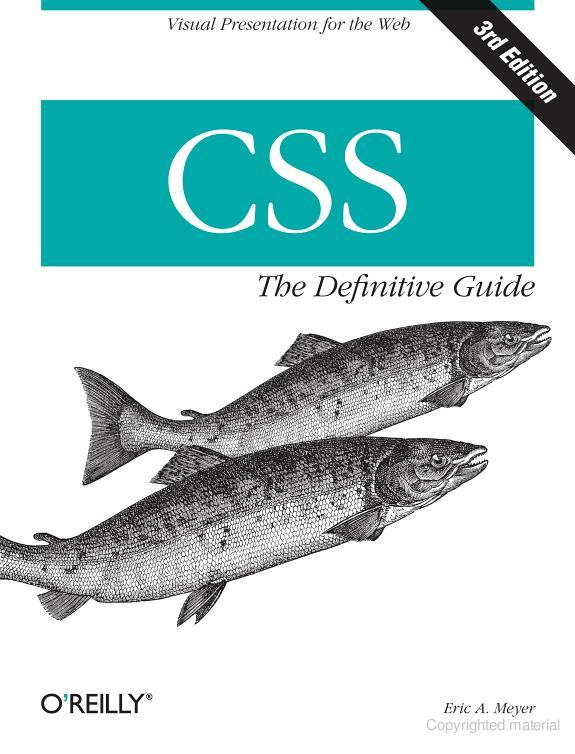 Visual Presentation for the Web
3rd Edition
CSS
The Definitive Guide
O'REILLY®
Eric A. Meyer
Copyrighted material